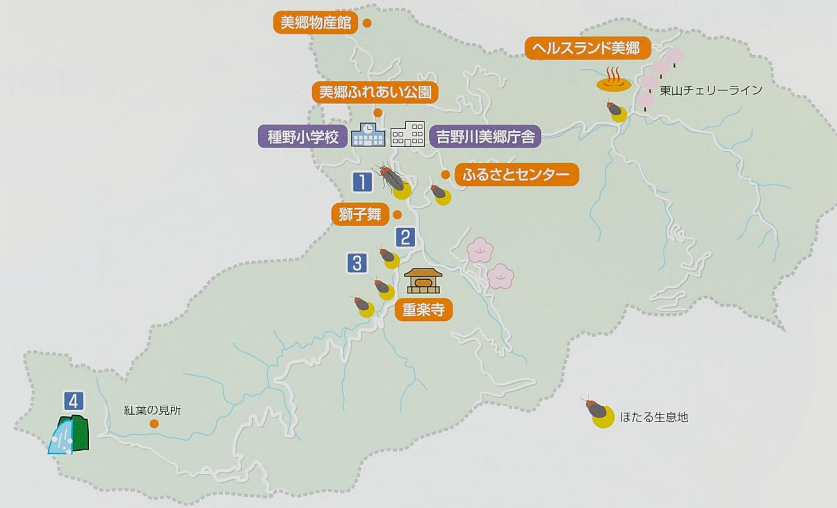 美郷物産館
ヘルスランド美郷
東山チェリーライン
美郷ふれあい公園
種野小学校
吉野川美郷庁舎
1
ふるさとセンター
獅子舞
2
3
重楽寺
4
紅葉の見所
ほたる生息地